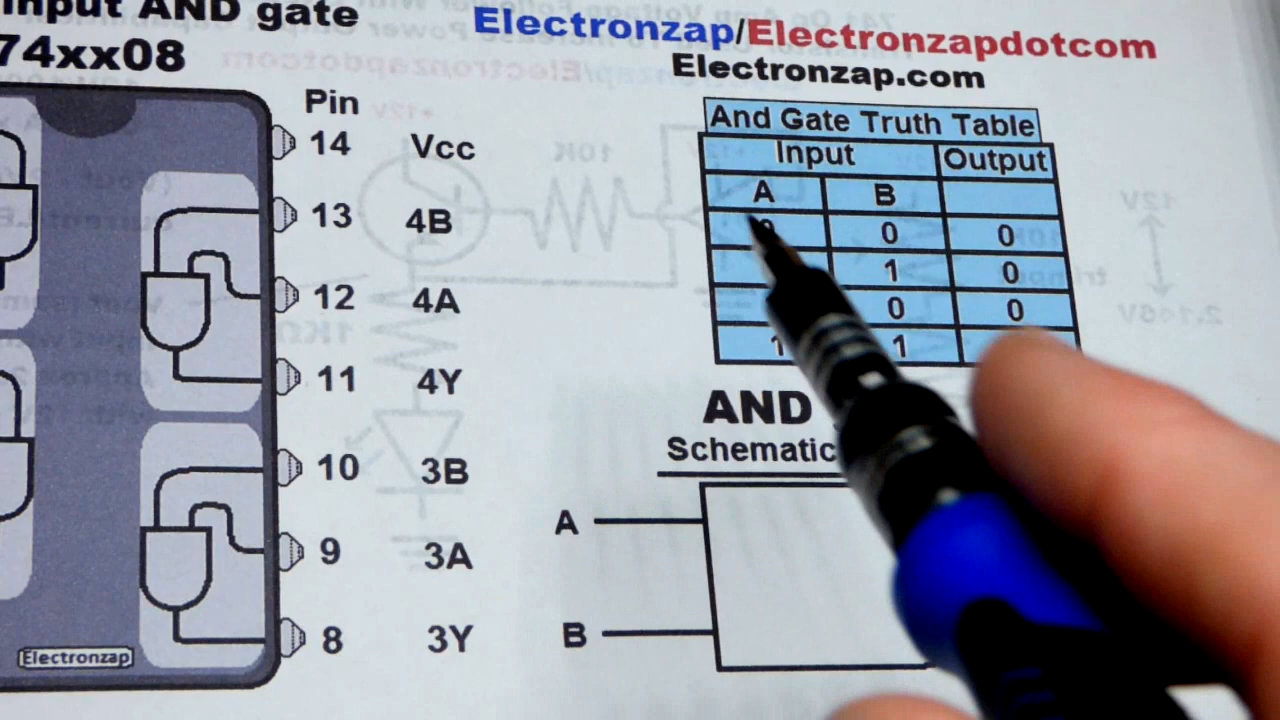 Input AND gate
74xx08
Electronzap/Electronzapdotcom
Electronzap.com
Pin
14 Vcc
13 4B
12 4A
11 4Y
10 3B
9 3A
8 3Y
Electronzap
And Gate Truth Table
Input Output
A B
0 0 0
1 0
0 0
1 1
AND
Schematic
A
B